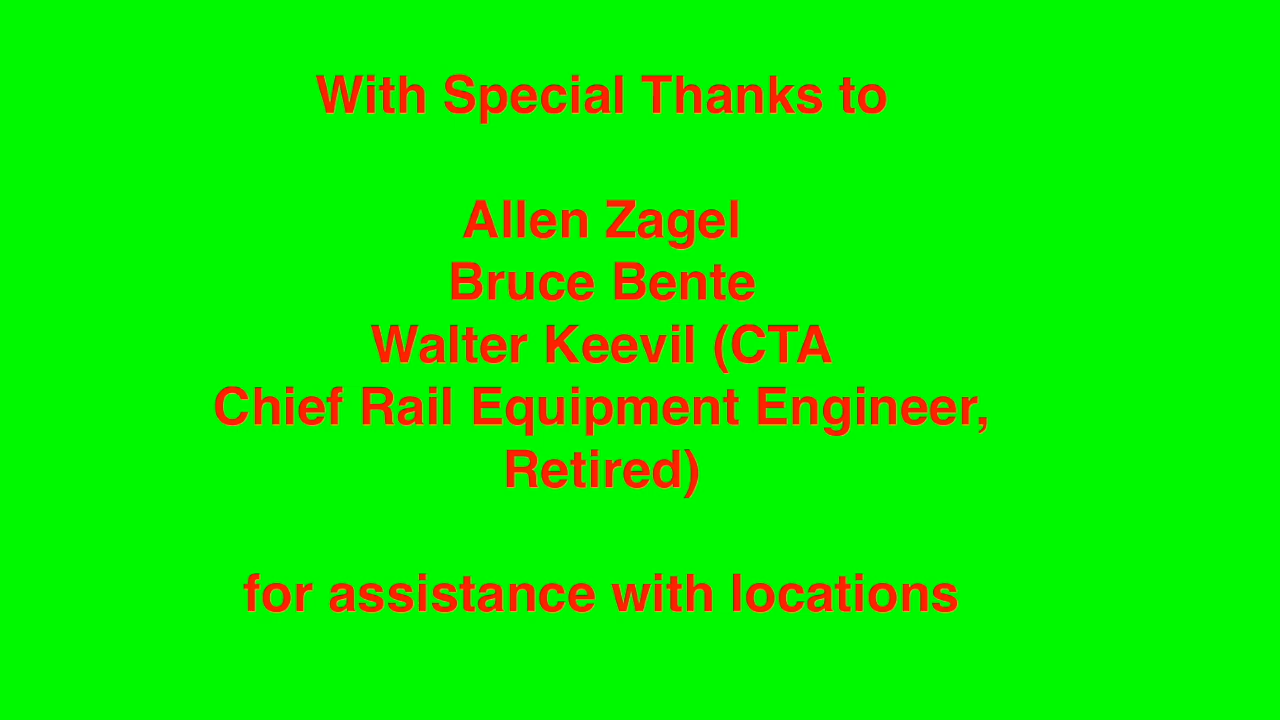 With Special Thanks to
Allen Zagel
Bruce Bente
Walter Keevil (CTA
Chief Rail Equipment Engineer,
Retired)
for assistance with locations